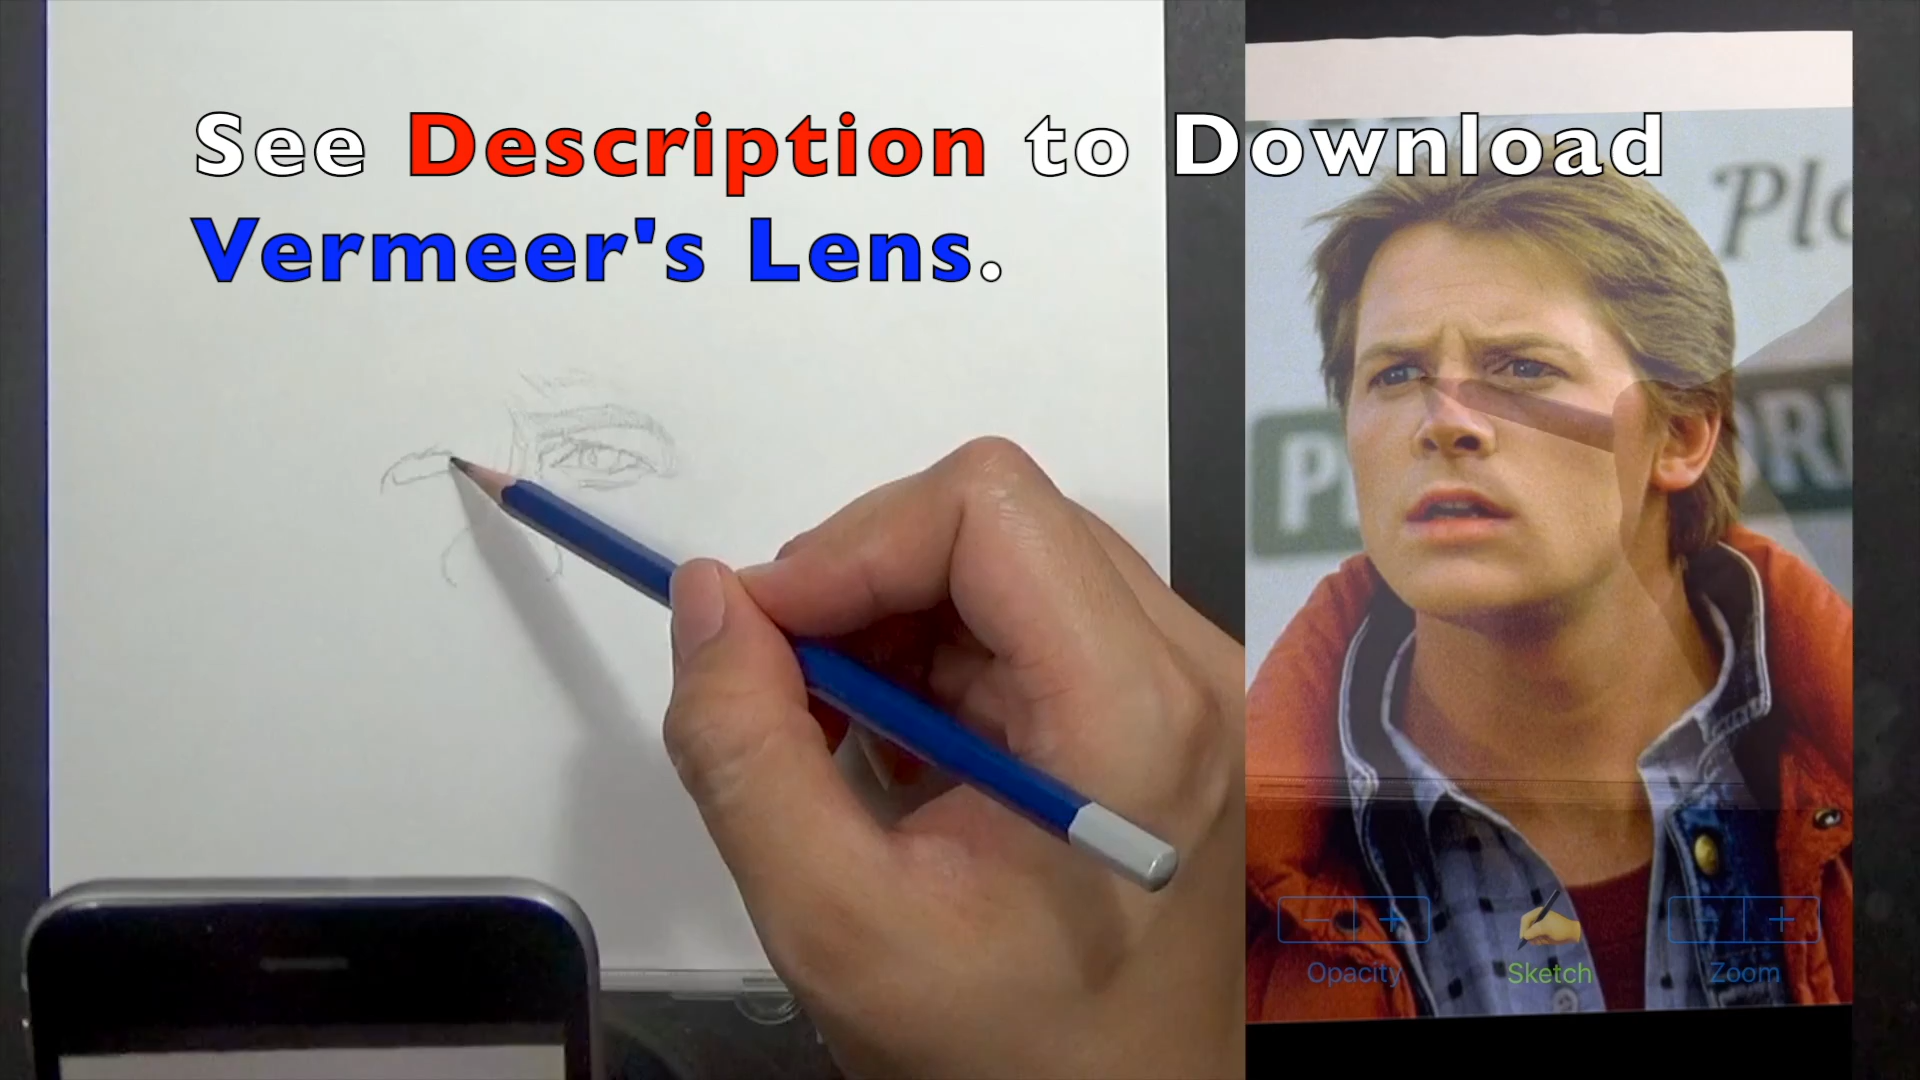 See Description to Download
Vermeer's Lens.
Opacity
Sketch
Zoom